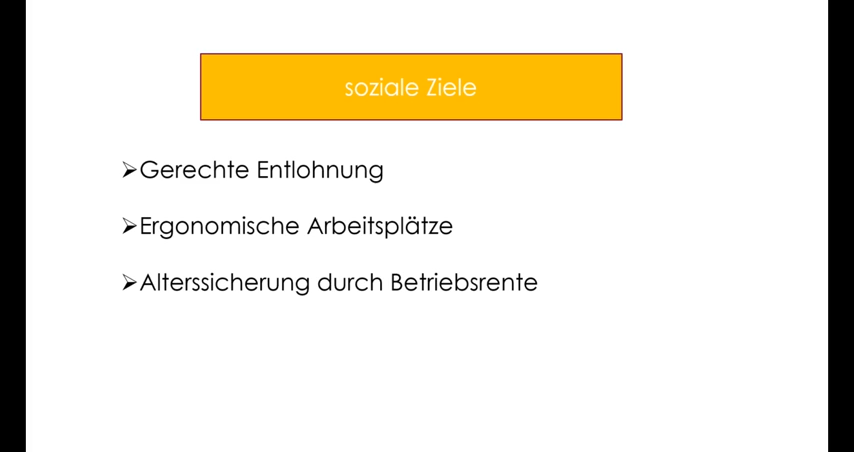 soziale Ziele
➢Gerechte Entlohnung
➢Ergonomische Arbeitsplätze
➢Alterssicherung durch Betriebsrente